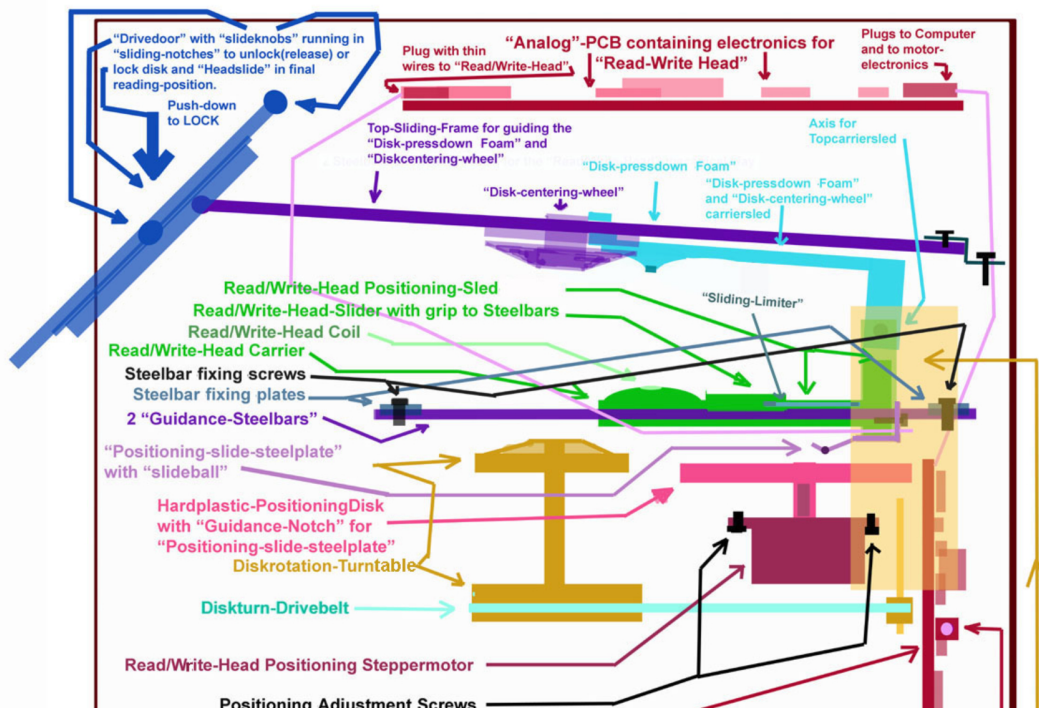 “Drivedoor” with “slideknobs” running in
“sliding-notches” to unlock(release) or
lock disk and “Headslide” in final
reading-position.
Push-down
to LOCK
Plug with thin
wires to “Read/Write-Head”
“Analog”-PCB containing electronics for
“Read-Write Head”
Plugs to Computer
and to motor-
electronics
Top-Sliding-Frame for guiding the
“Disk-pressdown Foam” and
“Diskcentering-wheel”
Axis for
Topcarriersled
“Disk-pressdown Foam”
“Disk-centering-wheel”
“Disk-pressdown Foam”
and “Disk-centering-wheel”
carriersled
Read/Write-Head Positioning-Sled
“Sliding-Limiter”
Read/Write-Head-Slider with grip to Steelbars
Read/Write-Head Coil
Read/Write-Head Carrier
Steelbar fixing screws
Steelbar fixing plates
2 “Guidance-Steelbars”
“Positioning-slide-steelplate”
with “slideball”
Hardplastic-PositioningDisk
with “Guidance-Notch” for
“Positioning-slide-steelplate”
Diskrotation-Turntable
Diskturn-Drivebelt
Read/Write-Head Positioning Steppermotor
Positioning Adjustment Screws